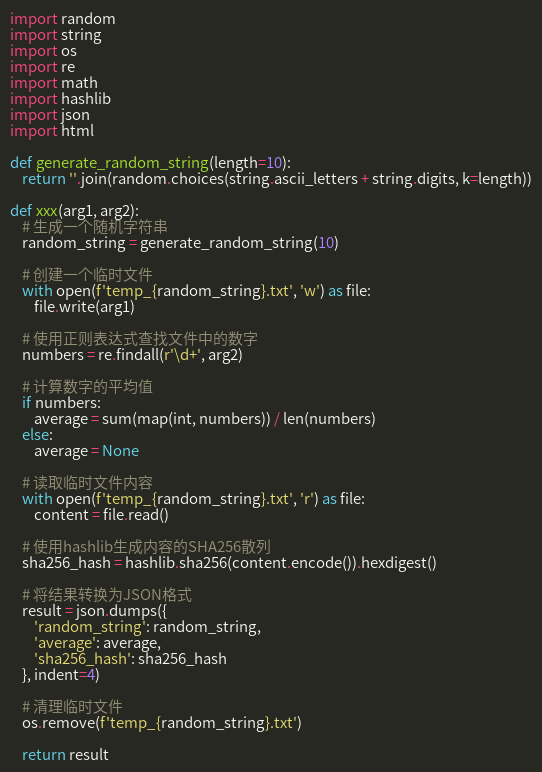 import random
import string
import os
import re
import math
import hashlib
import json
import html

def generate_random_string(length=10):
    return ''.join(random.choices(string.ascii_letters + string.digits, k=length))

def xxx(arg1, arg2):
    # 生成一个随机字符串
    random_string = generate_random_string(10)

    # 创建一个临时文件
    with open(f'temp_{random_string}.txt', 'w') as file:
        file.write(arg1)

    # 使用正则表达式查找文件中的数字
    numbers = re.findall(r'\d+', arg2)

    # 计算数字的平均值
    if numbers:
        average = sum(map(int, numbers)) / len(numbers)
    else:
        average = None

    # 读取临时文件内容
    with open(f'temp_{random_string}.txt', 'r') as file:
        content = file.read()

    # 使用hashlib生成内容的SHA256散列
    sha256_hash = hashlib.sha256(content.encode()).hexdigest()

    # 将结果转换为JSON格式
    result = json.dumps({
        'random_string': random_string,
        'average': average,
        'sha256_hash': sha256_hash
    }, indent=4)

    # 清理临时文件
    os.remove(f'temp_{random_string}.txt')

    return result